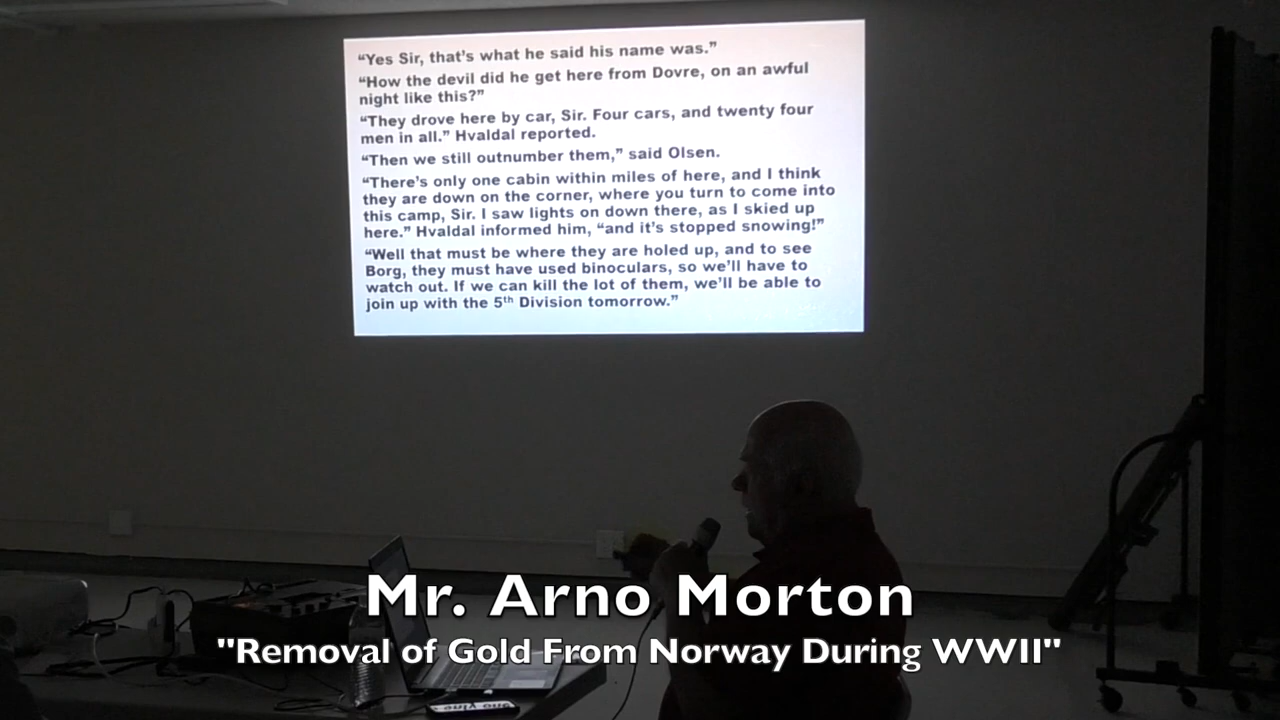 “Yes Sir, that’s what he said his name was.”
“How the devil did he get here from Dovre, on an awful
night like this?”
“They drove here by car, Sir. Four cars, and twenty four
men in all.” Hvaldal reported.
“Then we still outnumber them,” said Olsen.
“There’s only one cabin within miles of here, and I think
they are down on the corner, where you turn to come into
this camp, Sir. I saw lights on down there, as I skied up
here.” Hvaldal informed him, “and it’s stopped snowing!”
“Well that must be where they are holed up, and to see
Borg, they must have used binoculars, so we’ll have to
watch out. If we can kill the lot of them, we’ll be able to
join up with the 5th Division tomorrow.”
Mr. Arno Morton
"Removal of Gold From Norway During WWII"